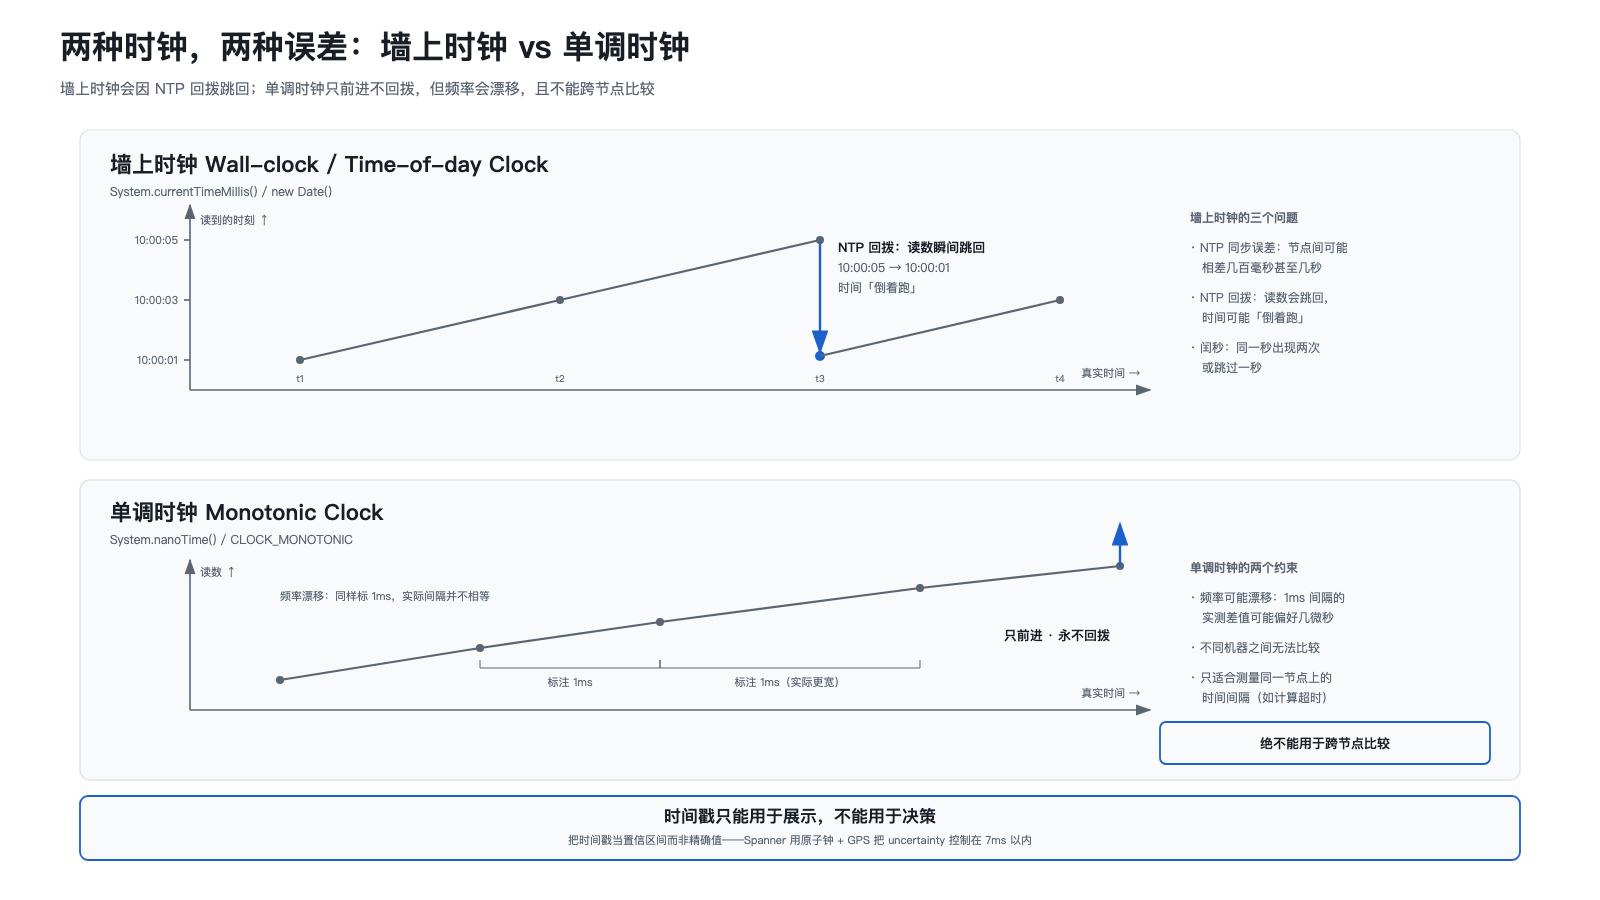 两种时钟，两种误差：墙上时钟 vs 单调时钟
墙上时钟会因 NTP 回拨跳回；单调时钟只前进不回拨，但频率会漂移，且不能跨节点比较
墙上时钟 Wall-clock / Time-of-day Clock
System.currentTimeMillis() / new Date()
读到的时刻 ↑
10:00:05
10:00:03
10:00:01
NTP 回拨：读数瞬间跳回
10:00:05 → 10:00:01
时间「倒着跑」
t1
t2
t3
t4
真实时间 →
墙上时钟的三个问题
· NTP 同步误差：节点间可能
相差几百毫秒甚至几秒
· NTP 回拨：读数会跳回，
时间可能「倒着跑」
· 闰秒：同一秒出现两次
或跳过一秒
单调时钟 Monotonic Clock
System.nanoTime() / CLOCK_MONOTONIC
读数 ↑
频率漂移：同样标 1ms，实际间隔并不相等
标注 1ms
标注 1ms（实际更宽）
只前进 · 永不回拨
真实时间 →
单调时钟的两个约束
· 频率可能漂移：1ms 间隔的
实测差值可能偏好几微秒
· 不同机器之间无法比较
· 只适合测量同一节点上的
时间间隔（如计算超时）
绝不能用于跨节点比较
时间戳只能用于展示，不能用于决策
把时间戳当置信区间而非精确值——Spanner 用原子钟 + GPS 把 uncertainty 控制在 7ms 以内